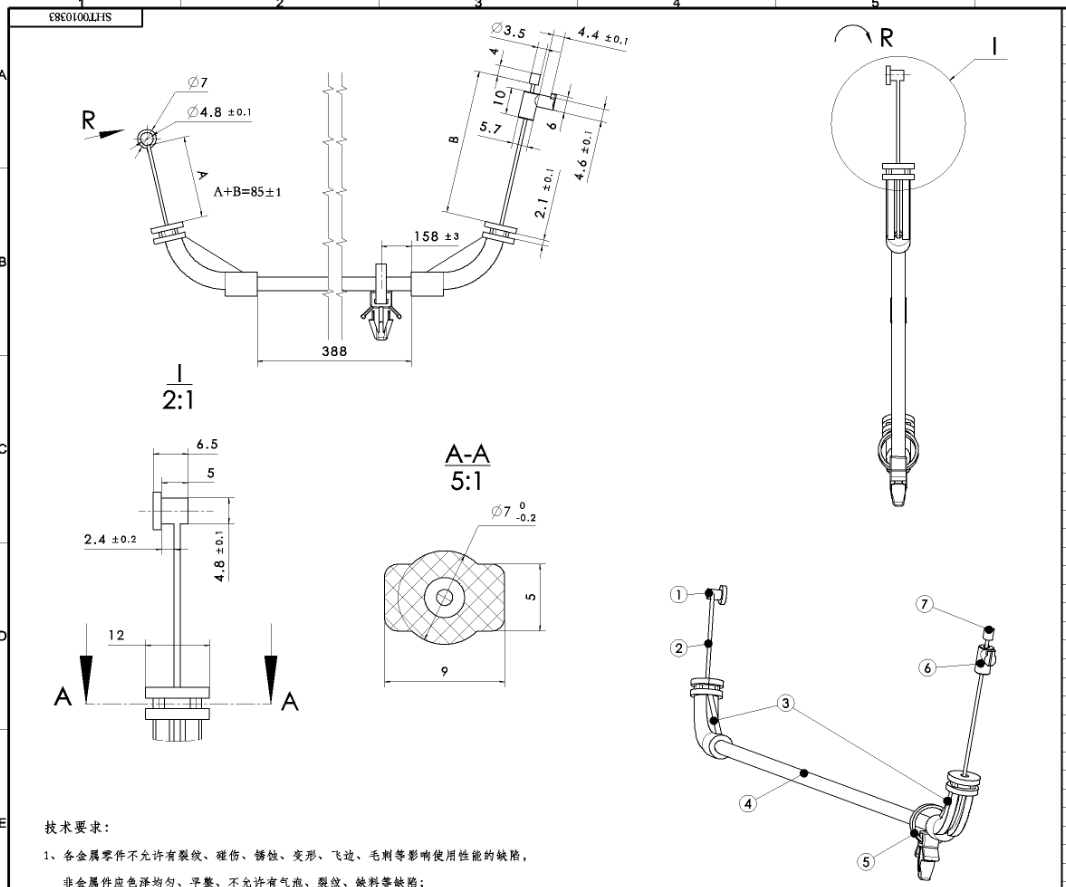 1 2 3 4 5
SHT0010383
A
B
C
D
E
R
∅7
∅4.8 ±0.1
A
A+B=85±1
388
158 ±3
B
4
10
5.7
∅3.5
4.4 ±0.1
6
4.6 ±0.1
2.1 ±0.1
R
I
I
2:1
6.5
5
2.4 ±0.2
4.8 ±0.1
12
A
A
A-A
5:1
∅7 0 -0.2
5
9
1
2
3
4
5
6
7
技术要求：
1、各金属零件不允许有裂纹、碰伤、锈蚀、变形、飞边、毛刺等影响使用性能的缺陷，
非金属件应色泽均匀、平整、不允许有气泡、裂纹、缺料等缺陷；